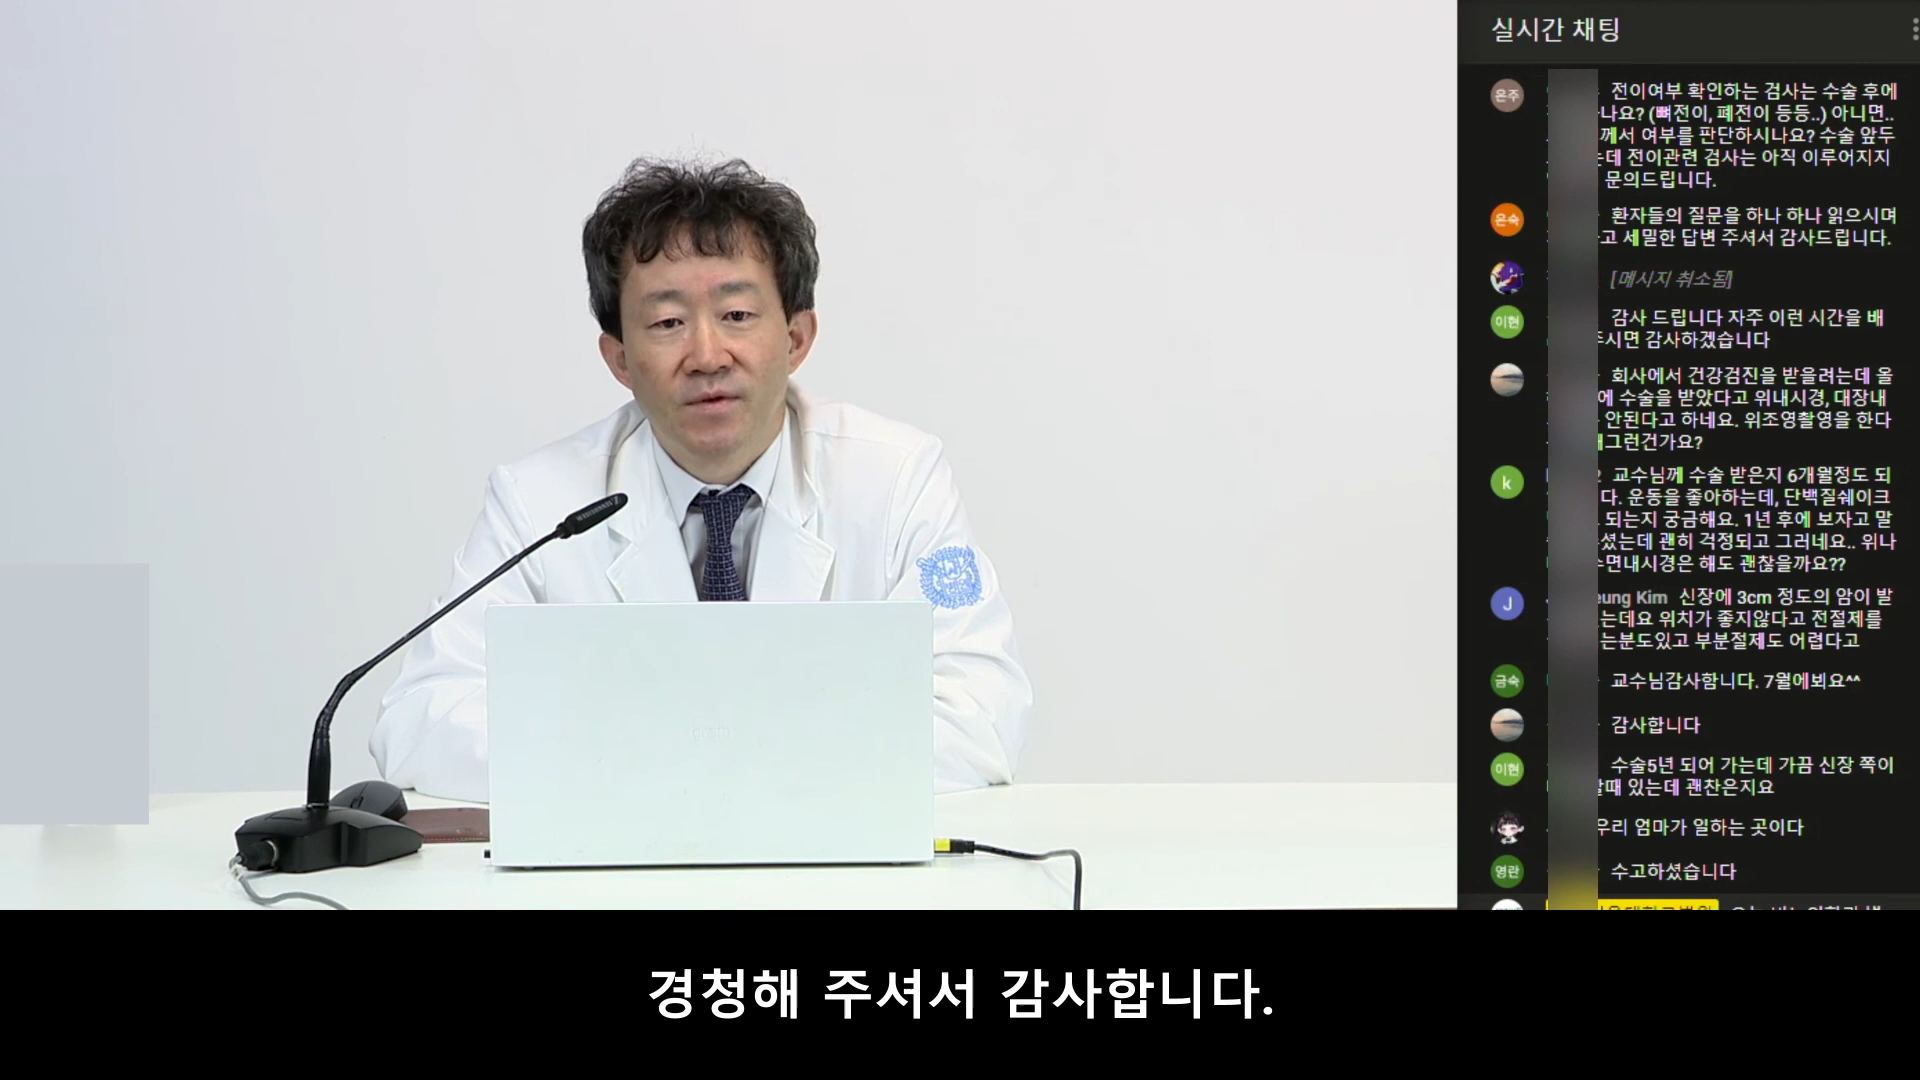 실시간 채팅
은주
전이여부 확인하는 검사는 수술 후에
나요? (뼈전이, 폐전이 등등..) 아니면..
께서 여부를 판단하시나요? 수술 앞두
는데 전이관련 검사는 아직 이루어지지
문의드립니다.
은숙
환자들의 질문을 하나 하나 읽으시며
고 세밀한 답변 주셔서 감사드립니다.
[메시지 취소됨]
이현
감사 드립니다 자주 이런 시간을 배
주시면 감사하겠습니다
회사에서 건강검진을 받을려는데 올
에 수술을 받았다고 위내시경, 대장내
안된다고 하네요. 위조영촬영을 한다
그런건가요?
k
교수님께 수술 받은지 6개월정도 되
다. 운동을 좋아하는데, 단백질쉐이크
되는지 궁금해요. 1년 후에 보자고 말
셨는데 괜히 걱정되고 그러네요.. 위나
수면내시경은 해도 괜찮을까요??
J
eung Kim 신장에 3cm 정도의 암이 발
는데요 위치가 좋지않다고 전절제를
는분도있고 부분절제도 어렵다고
금숙
교수님감사함니다. 7월에뵈요^^
감사합니다
이현
수술5년 되어 가는데 가끔 신장 쪽이
할때 있는데 괜찬은지요
우리 엄마가 일하는 곳이다
영란
수고하셨습니다
경청해 주셔서 감사합니다.